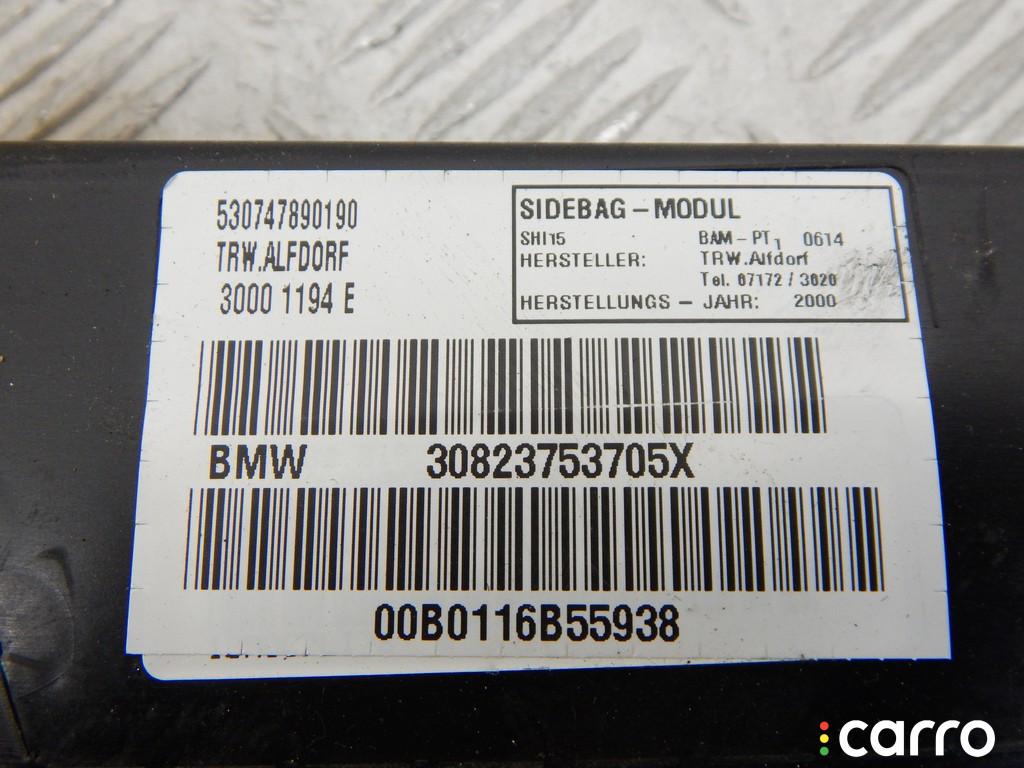 530747890190
TRW.ALFDORF
3000 1194 E
SIDEBAG-MODUL
SHI15 BAM-PT1 0614
HERSTELLER: TRW.Alfdorf
Tel. 07172 / 3020
HERSTELLUNGS - JAHR: 2000
BMW 30823753705X
00B0116B55938
carro